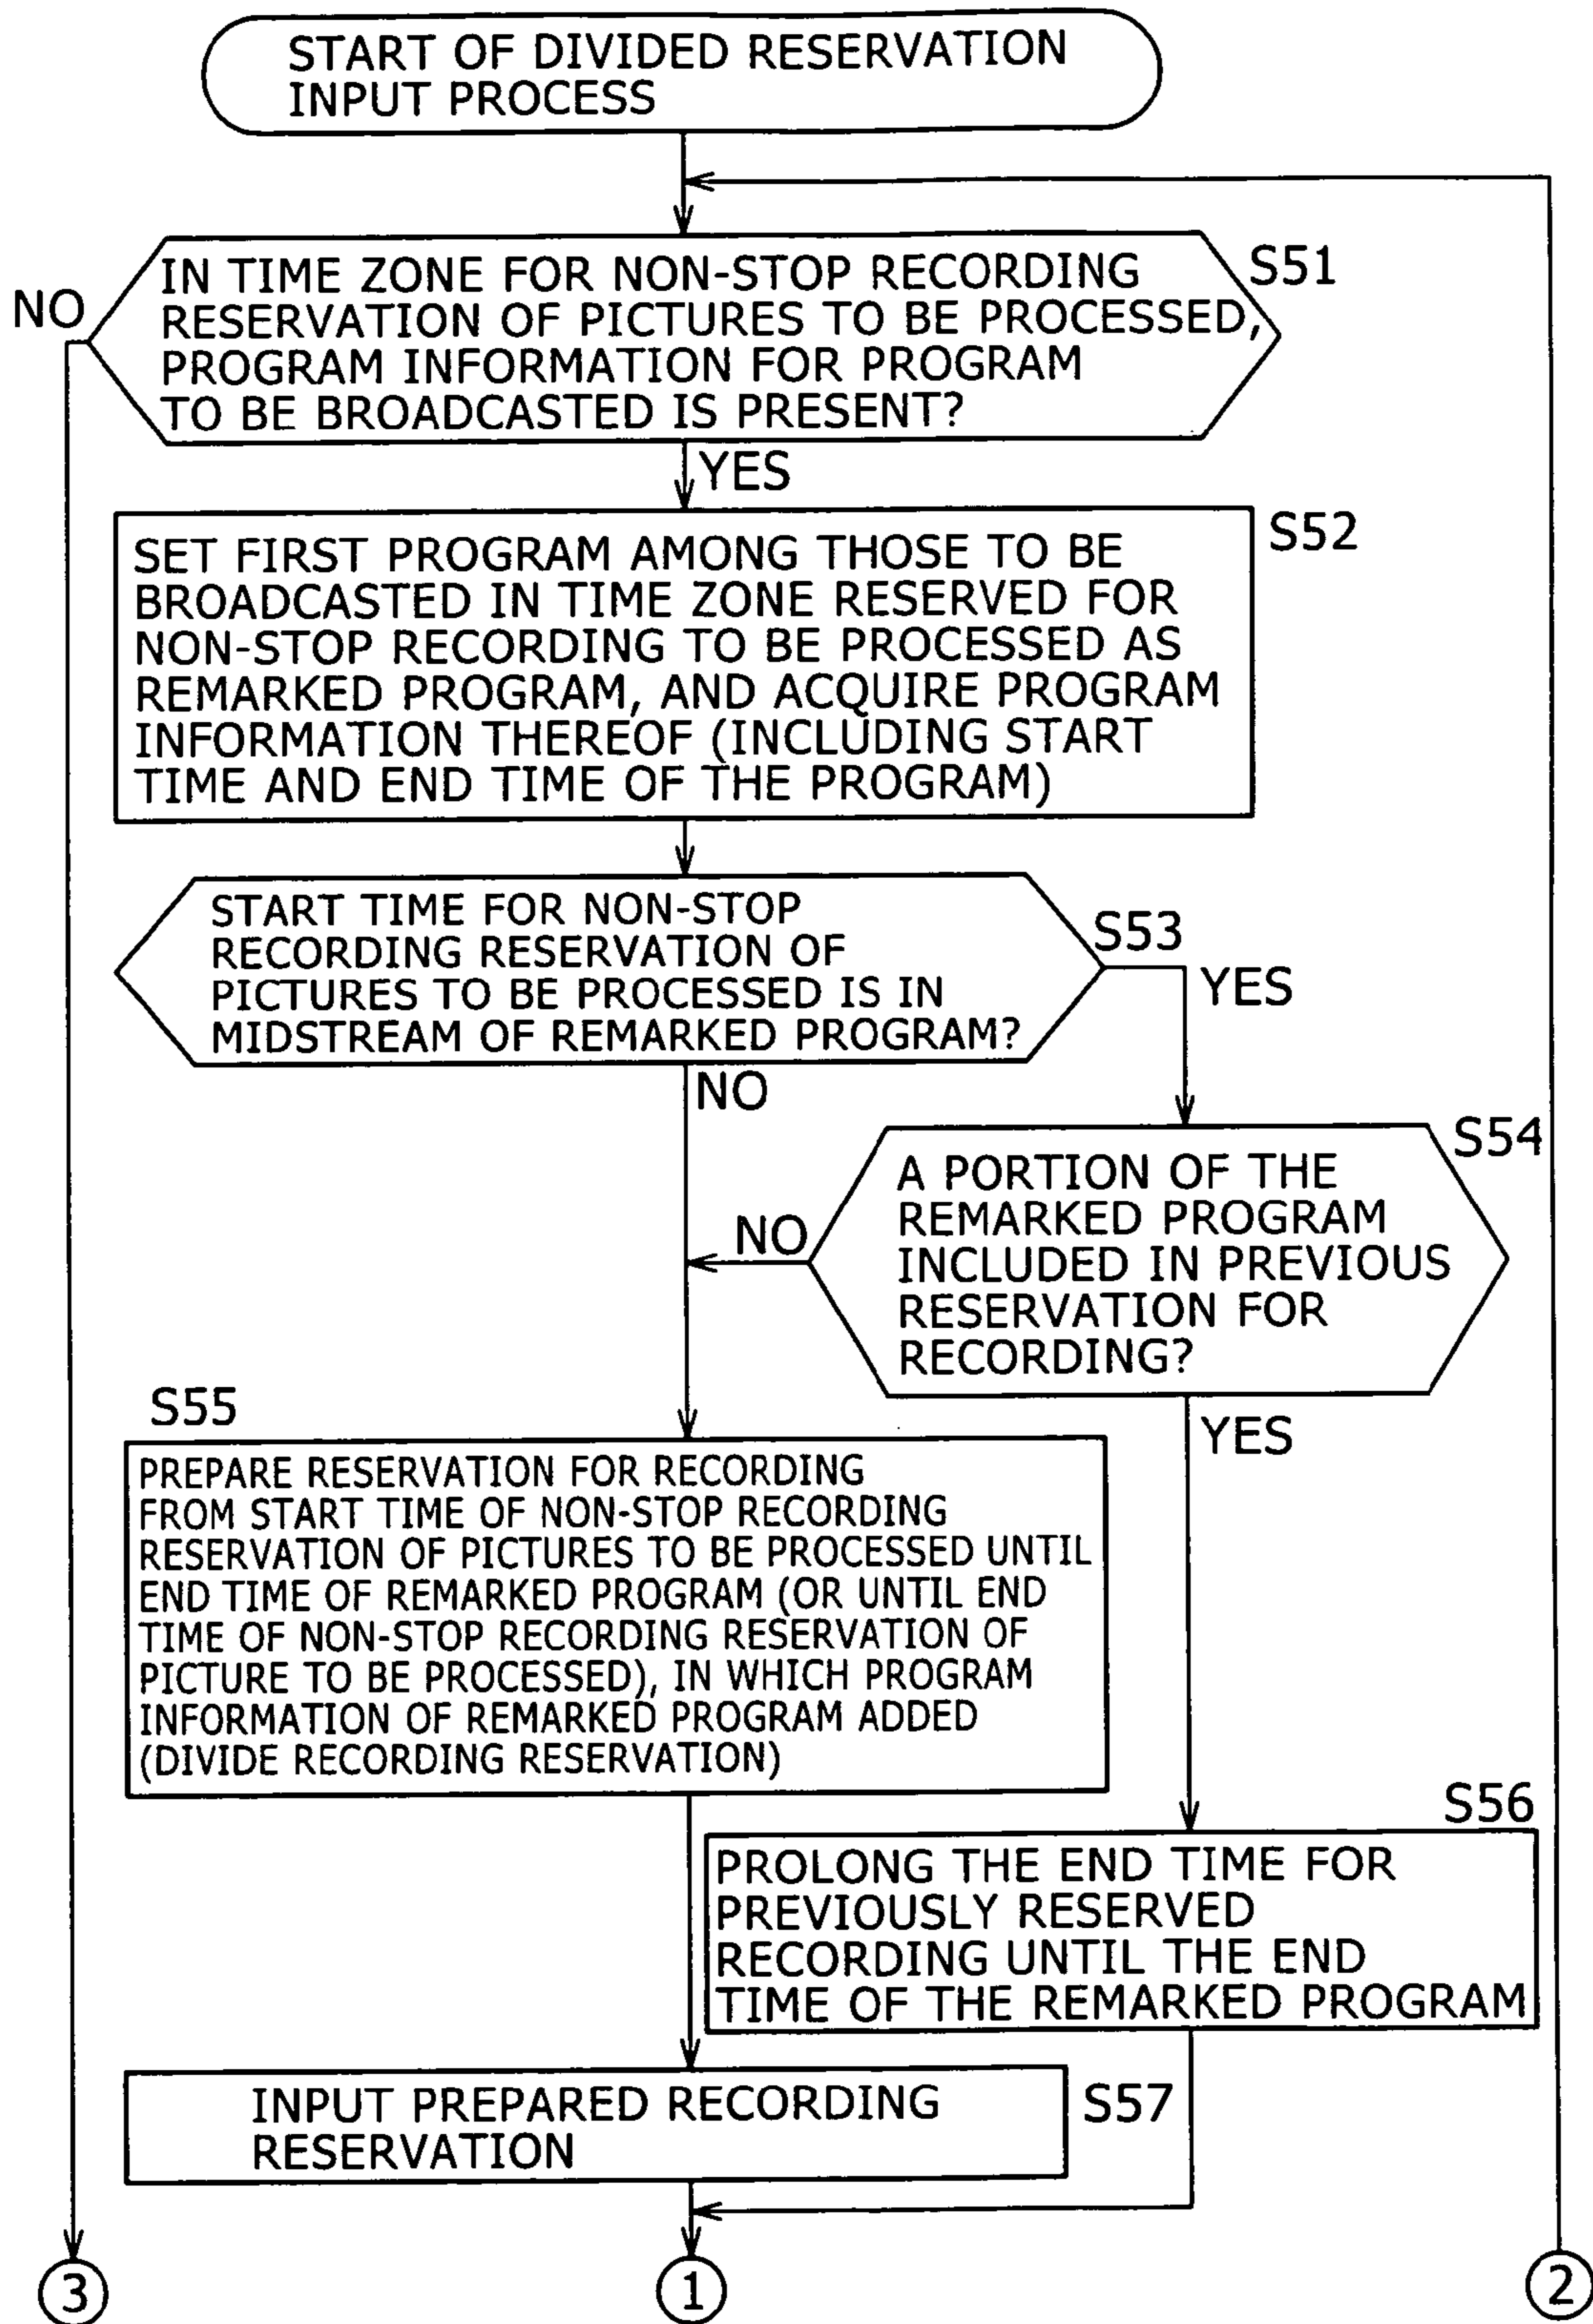 START OF DIVIDED RESERVATION
INPUT PROCESS
S51
IN TIME ZONE FOR NON-STOP RECORDING
RESERVATION OF PICTURES TO BE PROCESSED,
PROGRAM INFORMATION FOR PROGRAM
TO BE BROADCASTED IS PRESENT?
NO
YES
S52
SET FIRST PROGRAM AMONG THOSE TO BE
BROADCASTED IN TIME ZONE RESERVED FOR
NON-STOP RECORDING TO BE PROCESSED AS
REMARKED PROGRAM, AND ACQUIRE PROGRAM
INFORMATION THEREOF (INCLUDING START
TIME AND END TIME OF THE PROGRAM)
START TIME FOR NON-STOP
RECORDING RESERVATION OF
PICTURES TO BE PROCESSED IS IN
MIDSTREAM OF REMARKED PROGRAM?
S53
YES
NO
S54
A PORTION OF THE
REMARKED PROGRAM
INCLUDED IN PREVIOUS
RESERVATION FOR
RECORDING?
NO
YES
S55
PREPARE RESERVATION FOR RECORDING
FROM START TIME OF NON-STOP RECORDING
RESERVATION OF PICTURES TO BE PROCESSED UNTIL
END TIME OF REMARKED PROGRAM (OR UNTIL END
TIME OF NON-STOP RECORDING RESERVATION OF
PICTURE TO BE PROCESSED), IN WHICH PROGRAM
INFORMATION OF REMARKED PROGRAM ADDED
(DIVIDE RECORDING RESERVATION)
S56
PROLONG THE END TIME FOR
PREVIOUSLY RESERVED
RECORDING UNTIL THE END
TIME OF THE REMARKED PROGRAM
INPUT PREPARED RECORDING
RESERVATION
S57
3
1
2